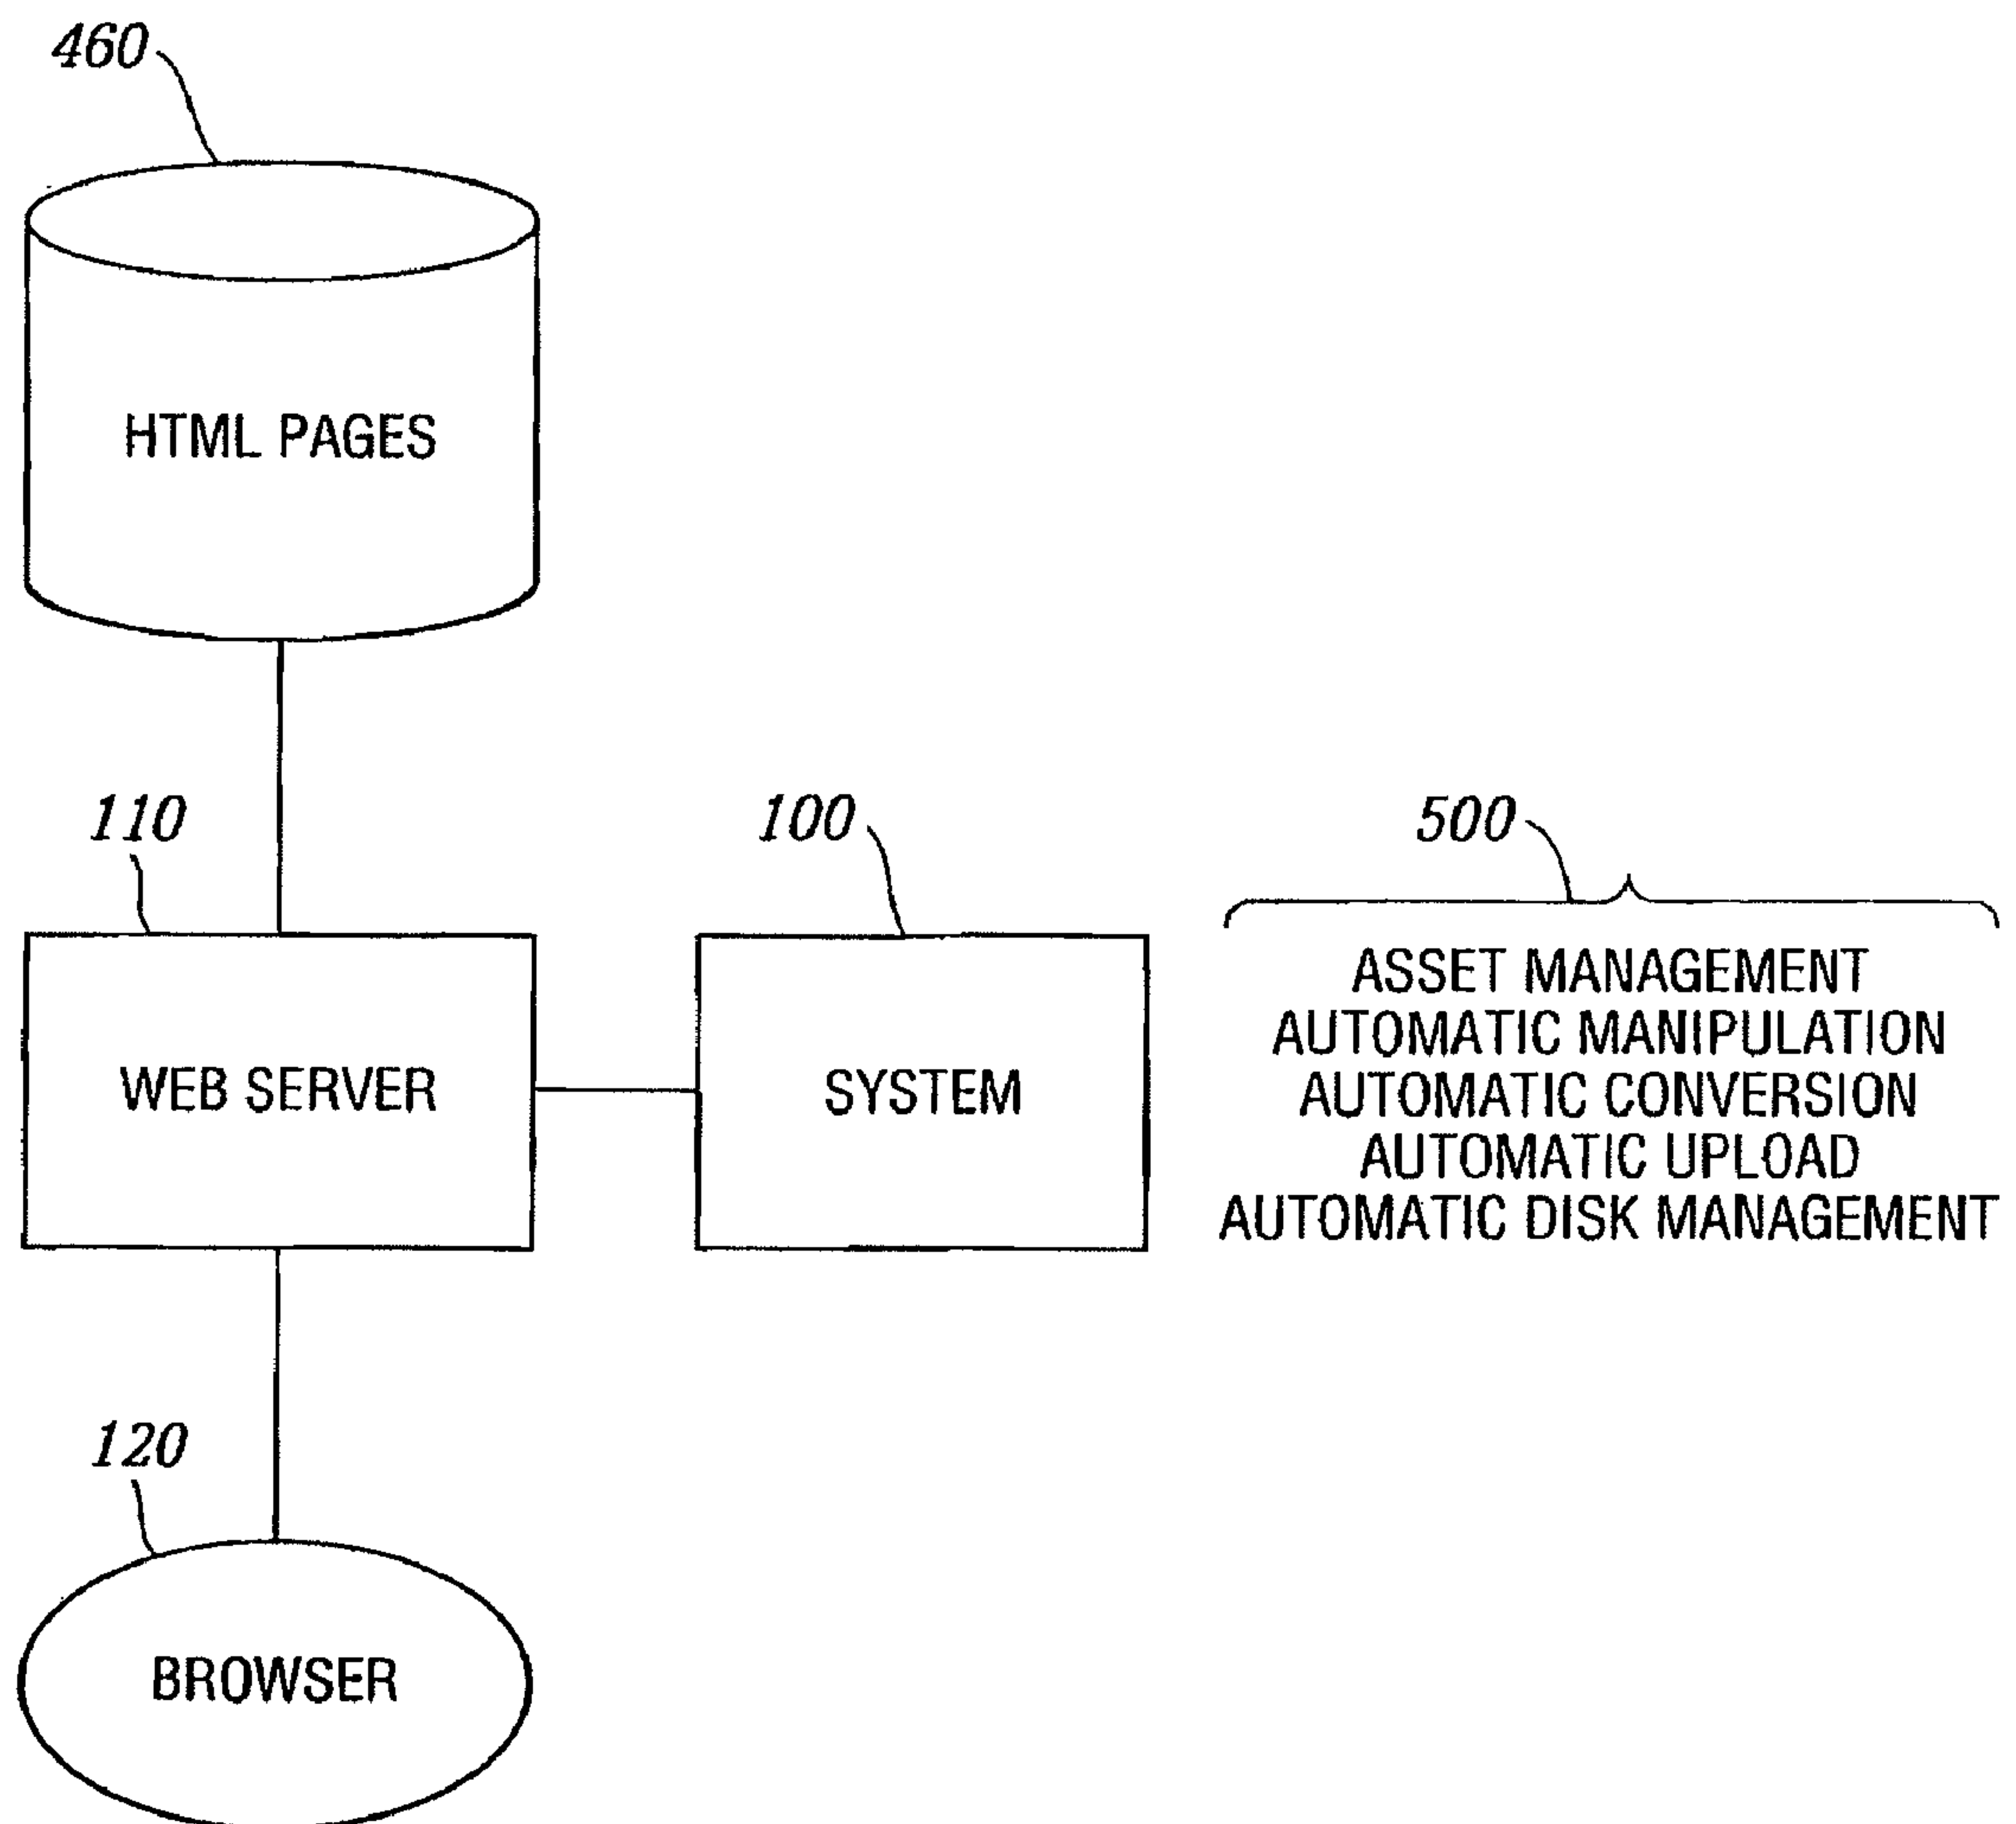 460
HTML PAGES
110
100
500
WEB SERVER
SYSTEM
ASSET MANAGEMENT
AUTOMATIC MANIPULATION
AUTOMATIC CONVERSION
AUTOMATIC UPLOAD
AUTOMATIC DISK MANAGEMENT
120
BROWSER